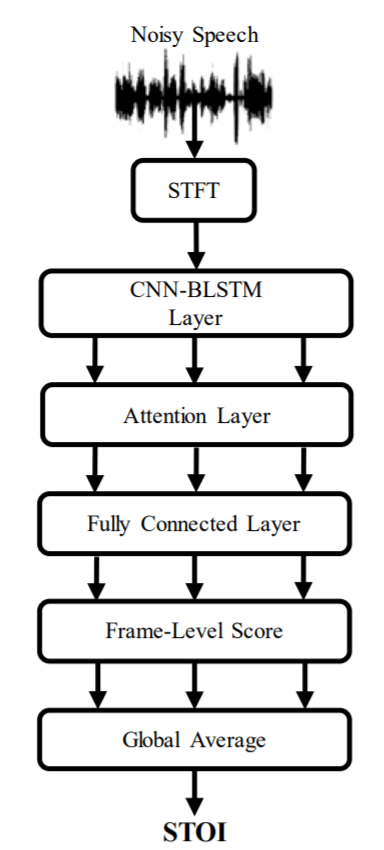 Noisy Speech
STFT
CNN-BLSTM
Layer
Attention Layer
Fully Connected Layer
Frame-Level Score
Global Average
STOI